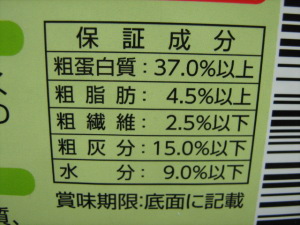 保証成分
粗蛋白質：37.0%以上
粗脂肪：4.5%以上
粗繊維：2.5%以下
粗灰分：15.0%以下
水分：9.0%以下
賞味期限：底面に記載